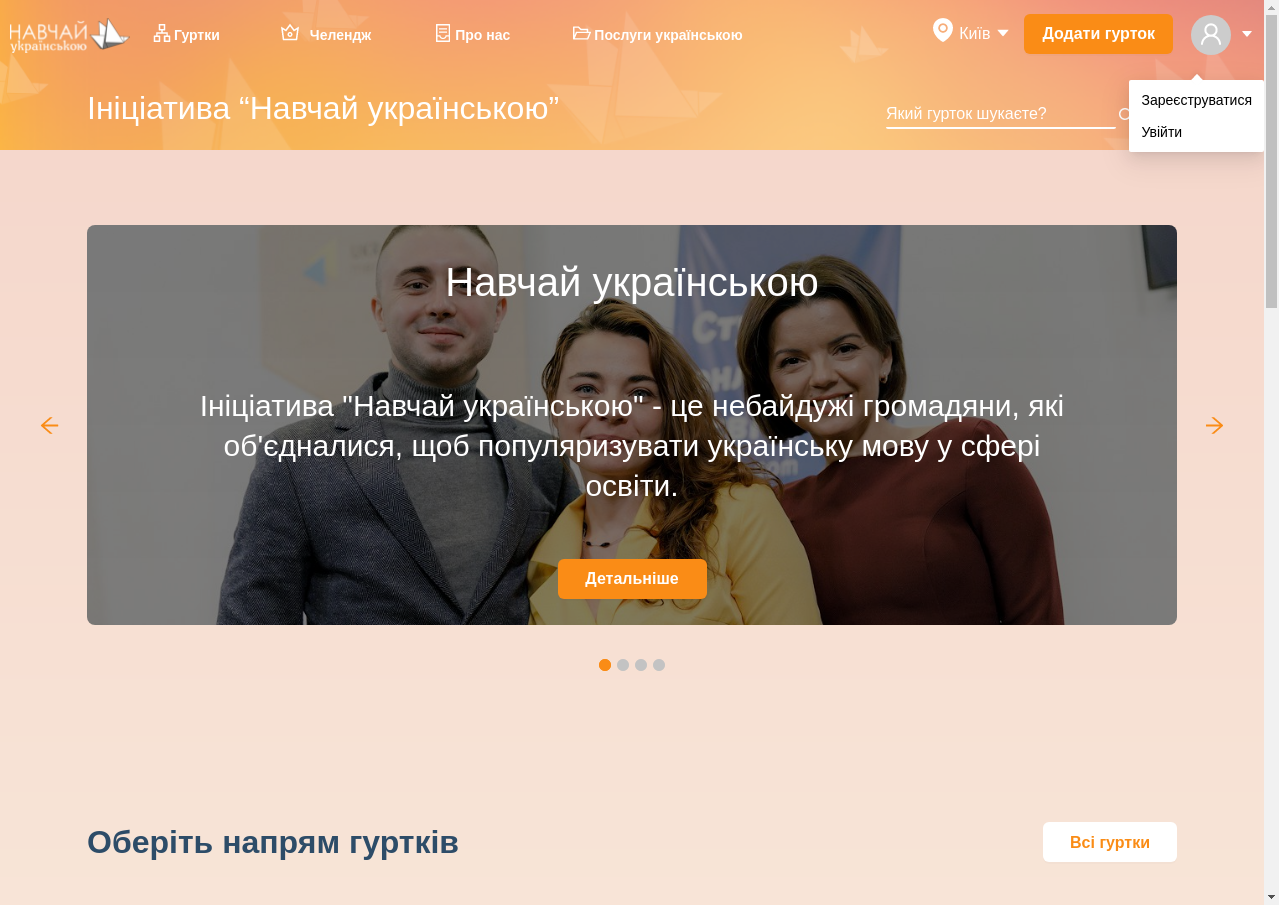 НАВЧАЙ
українською
Гуртки
Челендж
Про нас
Послуги українською
Київ
Додати гурток
Зареєструватися
Увійти
Ініціатива “Навчай українською”
Який гурток шукаєте?
Навчай українською
Ініціатива "Навчай українською" - це небайдужі громадяни, які
об'єдналися, щоб популяризувати українську мову у сфері
освіти.
Детальніше
Оберіть напрям гуртків
Всі гуртки